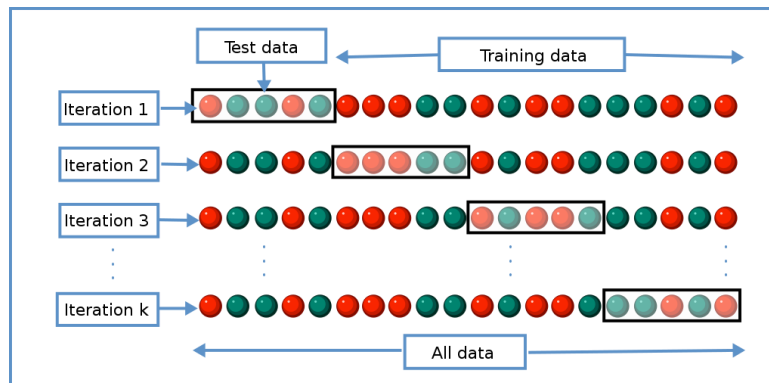 Test data
Training data
Iteration 1
Iteration 2
Iteration 3
Iteration k
All data